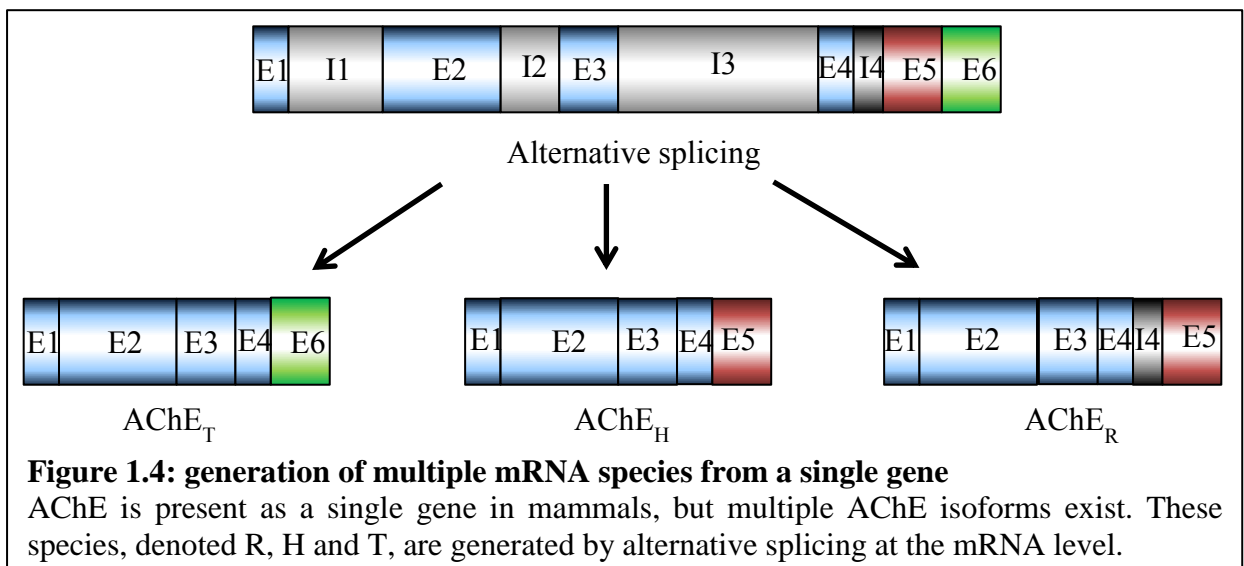 E1 I1 E2 I2 E3 I3 E4 I4 E5 E6
Alternative splicing
E1 E2 E3 E4 E6
E1 E2 E3 E4 E5
E1 E2 E3 E4 I4 E5
AChE_T
AChE_H
AChE_R
Figure 1.4: generation of multiple mRNA species from a single gene
AChE is present as a single gene in mammals, but multiple AChE isoforms exist. These
species, denoted R, H and T, are generated by alternative splicing at the mRNA level.